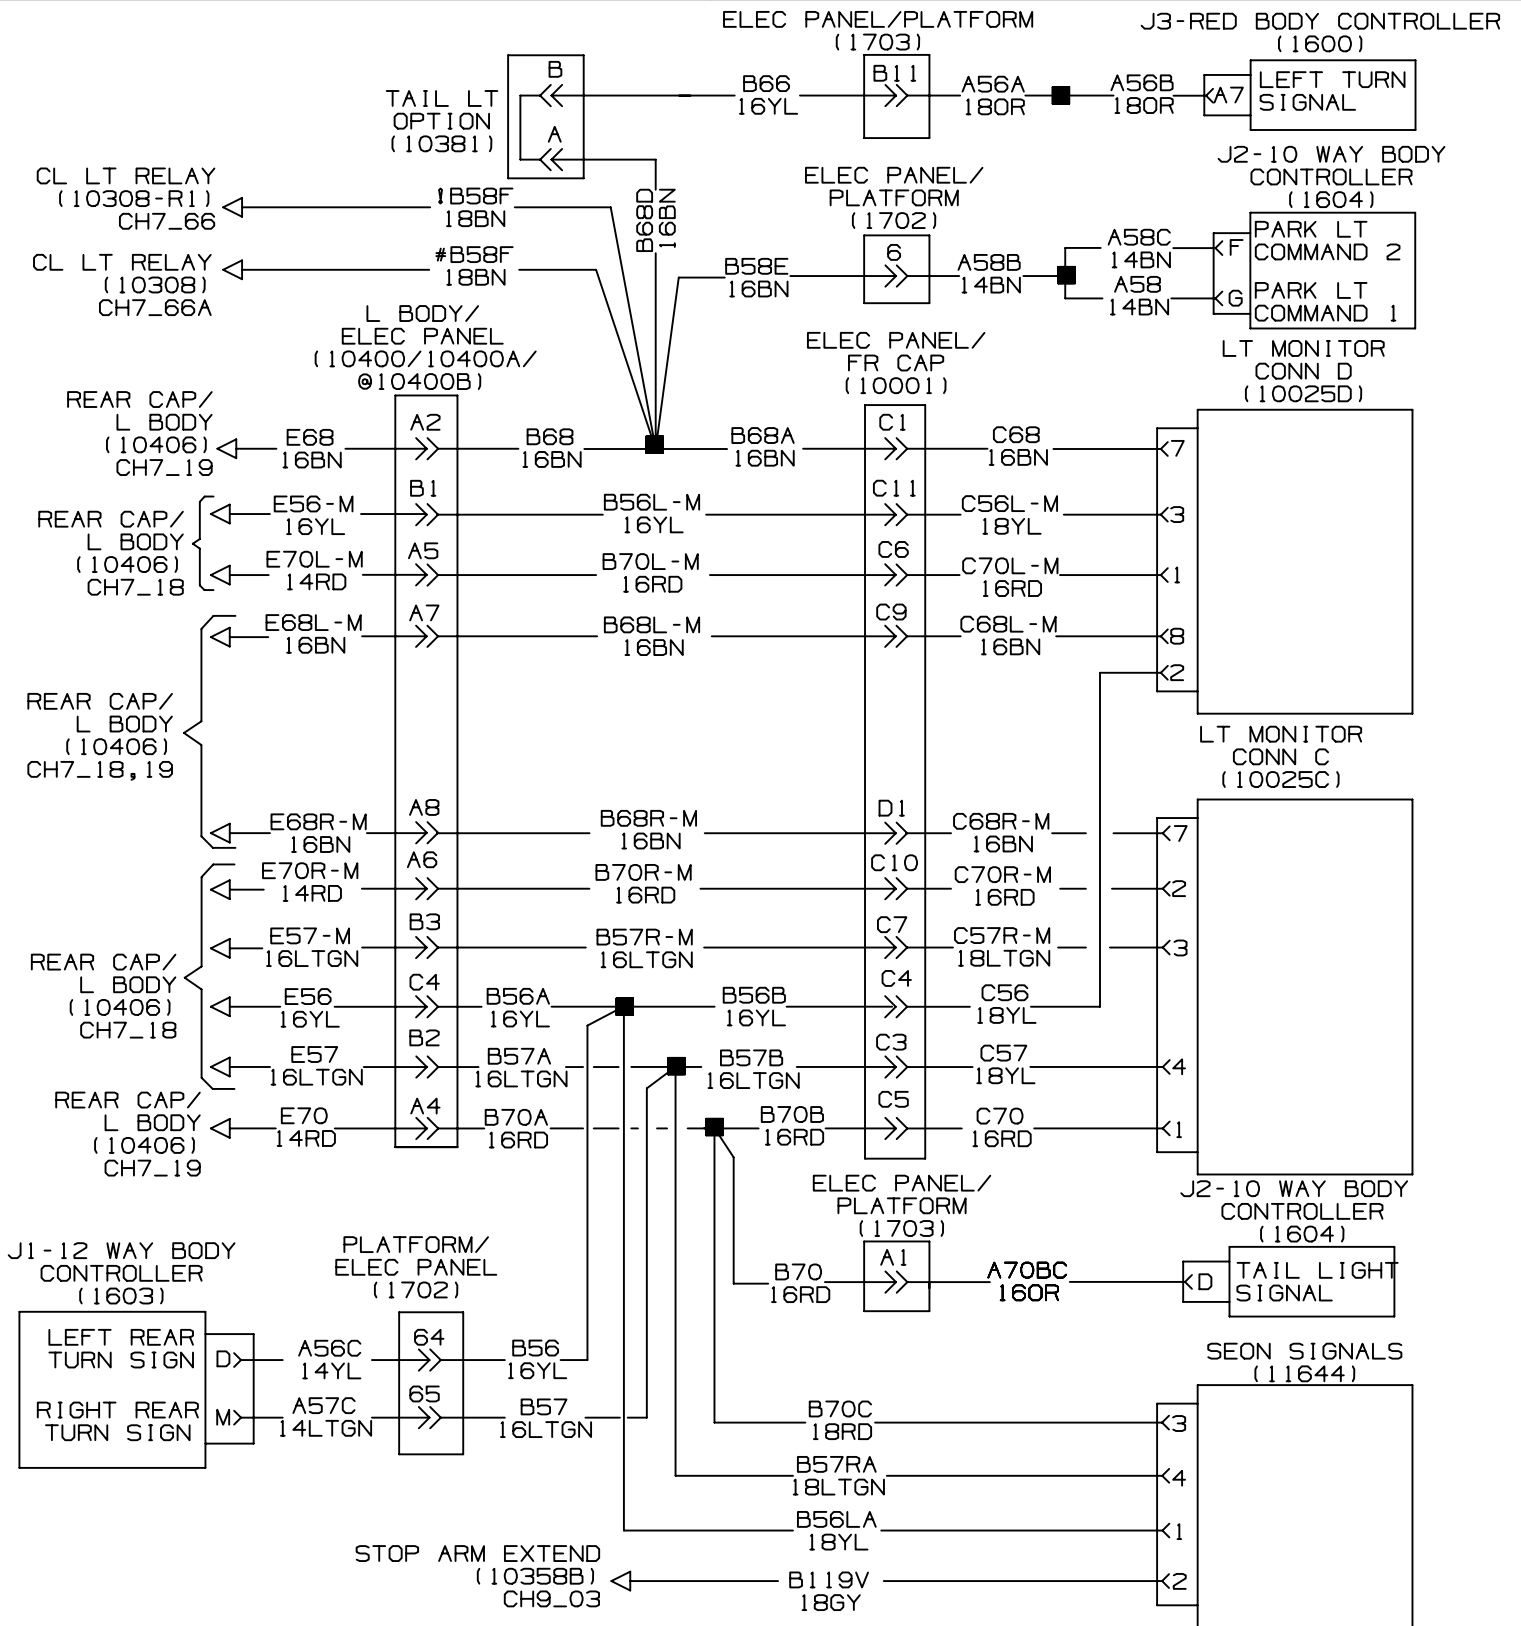 ELEC PANEL/PLATFORM
(1703)
B11
J3-RED BODY CONTROLLER
(1600)
LEFT TURN
SIGNAL
A7
TAIL LT
OPTION
(10381)
B
A
B66
16YL
A56A
18OR
A56B
18OR
J2-10 WAY BODY
CONTROLLER
(1604)
CL LT RELAY
(10308-R1)
CH7_66
!B58F
18BN
B68D
16BN
ELEC PANEL/
PLATFORM
(1702)
6
CL LT RELAY
(10308)
CH7_66A
#B58F
18BN
B58E
16BN
A58B
14BN
A58C
14BN
A58
14BN
F
G
PARK LT
COMMAND 2
PARK LT
COMMAND 1
L BODY/
ELEC PANEL
(10400/10400A/
@10400B)
ELEC PANEL/
FR CAP
(10001)
LT MONITOR
CONN D
(10025D)
REAR CAP/
L BODY
(10406)
CH7_19
E68
16BN
A2
B68
16BN
B68A
16BN
C1
C68
16BN
7
REAR CAP/
L BODY
(10406)
CH7_18
E56-M
16YL
B1
B56L-M
16YL
C11
C56L-M
18YL
3
E70L-M
14RD
A5
B70L-M
16RD
C6
C70L-M
16RD
1
E68L-M
16BN
A7
B68L-M
16BN
C9
C68L-M
16BN
8
2
REAR CAP/
L BODY
(10406)
CH7_18,19
LT MONITOR
CONN C
(10025C)
E68R-M
16BN
A8
B68R-M
16BN
D1
C68R-M
16BN
7
E70R-M
14RD
A6
B70R-M
16RD
C10
C70R-M
16RD
2
REAR CAP/
L BODY
(10406)
CH7_18
E57-M
16LTGN
B3
B57R-M
16LTGN
C7
C57R-M
18LTGN
3
E56
16YL
C4
B56A
16YL
B56B
16YL
C4
C56
18YL
E57
16LTGN
B2
B57A
16LTGN
B57B
16LTGN
C3
C57
18YL
4
REAR CAP/
L BODY
(10406)
CH7_19
E70
14RD
A4
B70A
16RD
B70B
16RD
C5
C70
16RD
1
ELEC PANEL/
PLATFORM
(1703)
J2-10 WAY BODY
CONTROLLER
(1604)
B70
16RD
A1
A70BC
16OR
D
TAIL LIGHT
SIGNAL
J1-12 WAY BODY
CONTROLLER
(1603)
PLATFORM/
ELEC PANEL
(1702)
LEFT REAR
TURN SIGN
D
A56C
14YL
64
B56
16YL
RIGHT REAR
TURN SIGN
M
A57C
14LTGN
65
B57
16LTGN
SEON SIGNALS
(11644)
B70C
18RD
3
B57RA
18LTGN
4
B56LA
18YL
1
STOP ARM EXTEND
(10358B)
CH9_03
B119V
18GY
2